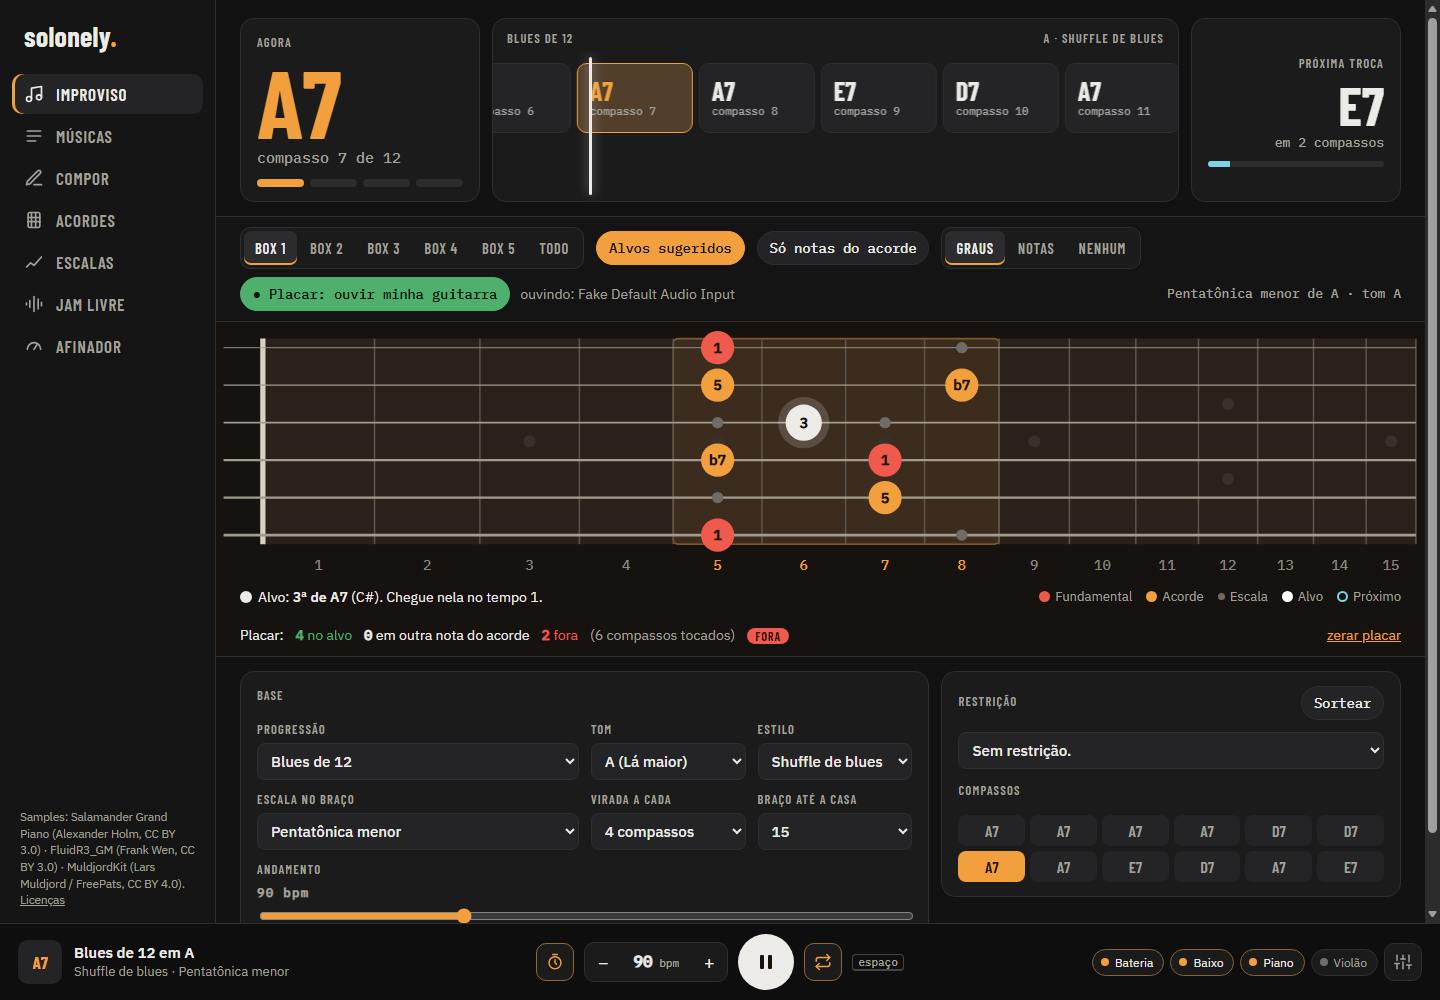 solonely.
IMPROVISO
MÚSICAS
COMPOR
ACORDES
ESCALAS
JAM LIVRE
AFINADOR
Samples: Salamander Grand
Piano (Alexander Holm, CC BY
3.0) · FluidR3_GM (Frank Wen, CC
BY 3.0) · MuldjordKit (Lars
Muldjord / FreePats, CC BY 4.0).
Licenças
AGORA
A7
compasso 7 de 12
BLUES DE 12
A · SHUFFLE DE BLUES
A7 A7 E7 D7 A7
compasso 6 compasso 7 compasso 8 compasso 9 compasso 10 compasso 11
PRÓXIMA TROCA
E7
em 2 compassos
BOX 1 BOX 2 BOX 3 BOX 4 BOX 5 TODO Alvos sugeridos Só notas do acorde GRAUS NOTAS NENHUM
Placar: ouvir minha guitarra ouvindo: Fake Default Audio Input Pentatônica menor de A · tom A
1
5 b7
3
b7 1
5
1
1 2 3 4 5 6 7 8 9 10 11 12 13 14 15
Alvo: 3ª de A7 (C#). Chegue nela no tempo 1. Fundamental Acorde Escala Alvo Próximo
Placar: 4 no alvo 0 em outra nota do acorde 2 fora (6 compassos tocados) FORA zerar placar
BASE
PROGRESSÃO TOM ESTILO
Blues de 12 A (Lá maior) Shuffle de blues
ESCALA NO BRAÇO VIRADA A CADA BRAÇO ATÉ A CASA
Pentatônica menor 4 compassos 15
ANDAMENTO
90 bpm
RESTRIÇÃO Sortear
Sem restrição.
COMPASSOS
A7 A7 A7 A7 D7 D7
A7 A7 E7 D7 A7 E7
A7
Blues de 12 em A
Shuffle de blues · Pentatônica menor
− 90 bpm +
espaço
Bateria Baixo Piano Violão